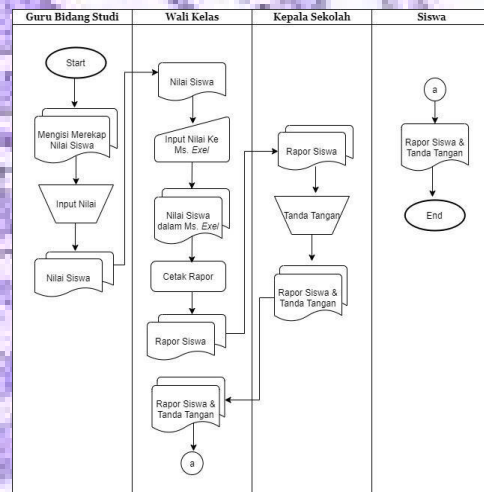 Guru Bidang Studi
Wali Kelas
Kepala Sekolah
Siswa
Start
Mengisi Merekap
Nilai Siswa
Input Nilai
Nilai Siswa
Nilai Siswa
Input Nilai Ke
Ms. Exel
Nilai Siswa
dalam Ms. Exel
Cetak Rapor
Rapor Siswa
Rapor Siswa &
Tanda Tangan
a
Rapor Siswa
Tanda Tangan
Rapor Siswa &
Tanda Tangan
a
Rapor Siswa &
Tanda Tangan
End